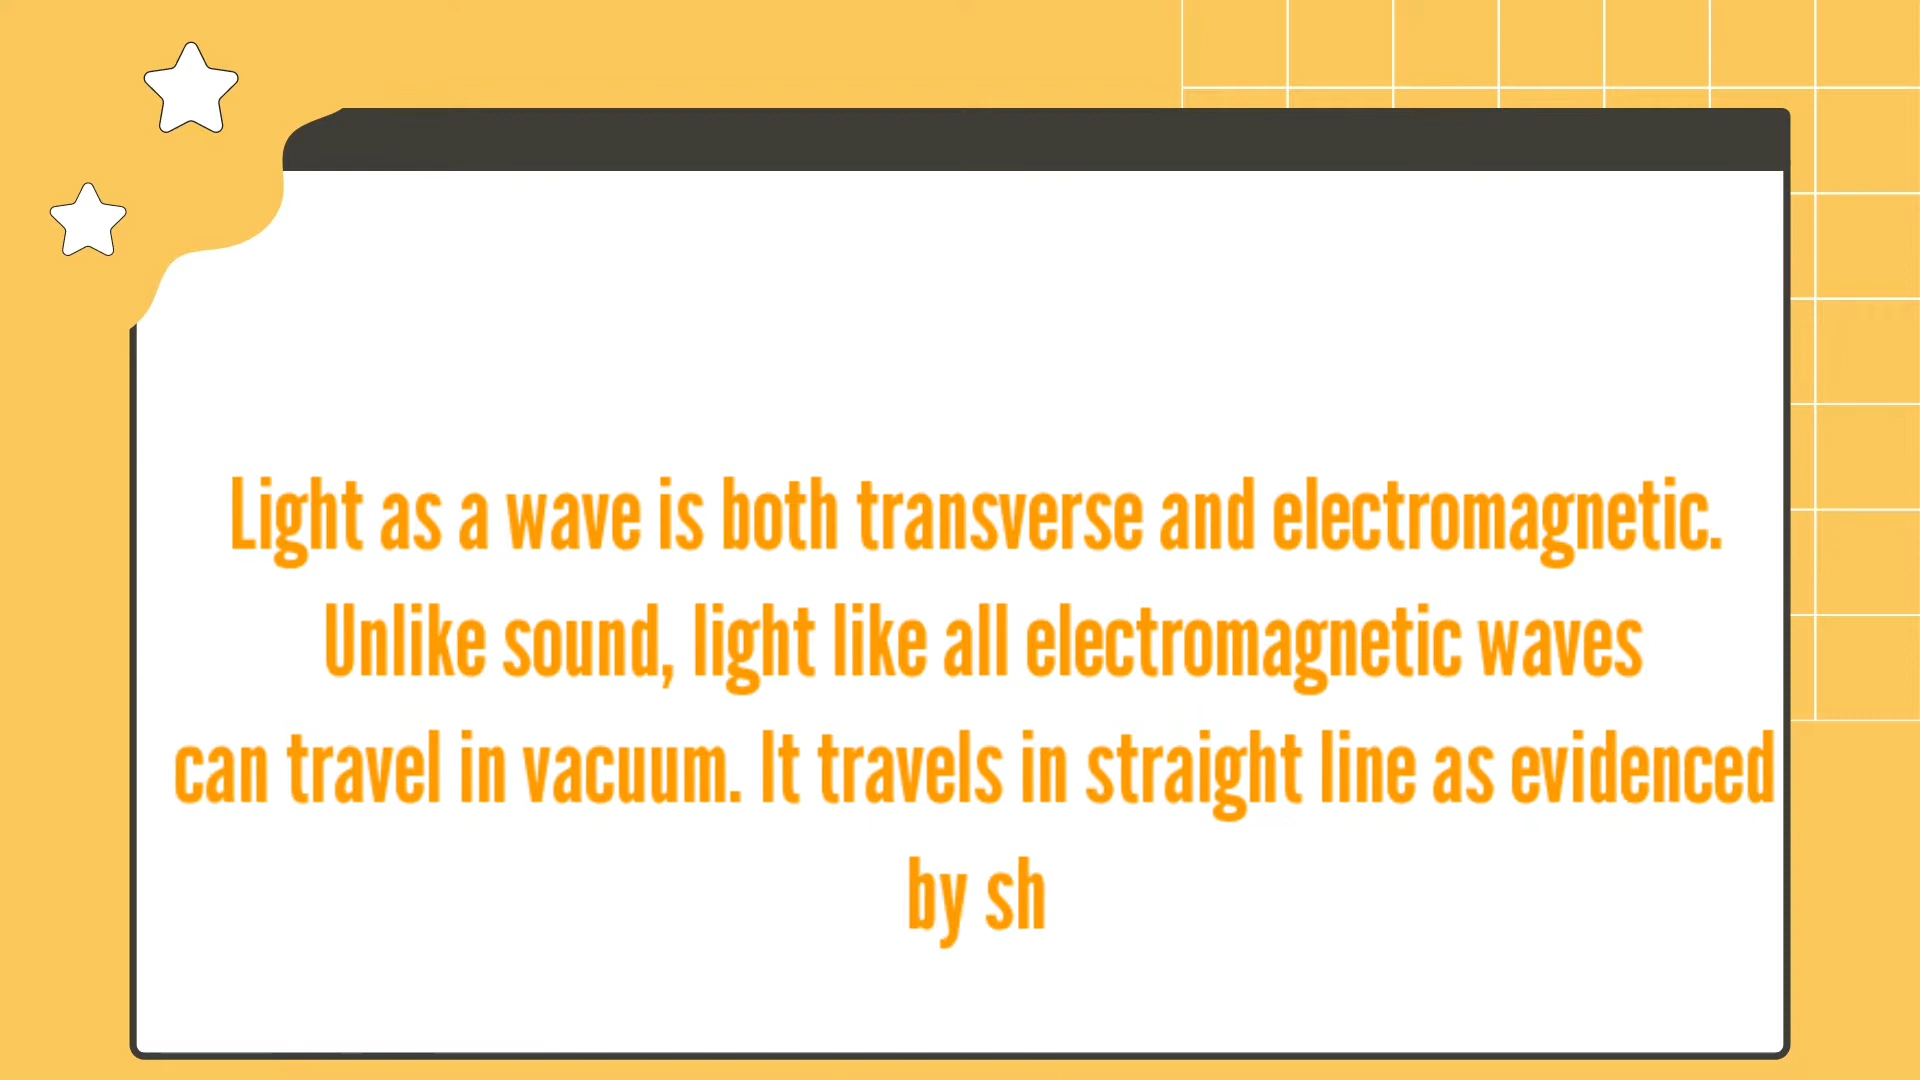 Light as a wave is both transverse and electromagnetic.
Unlike sound, light like all electromagnetic waves
can travel in vacuum. It travels in straight line as evidenced
by sh